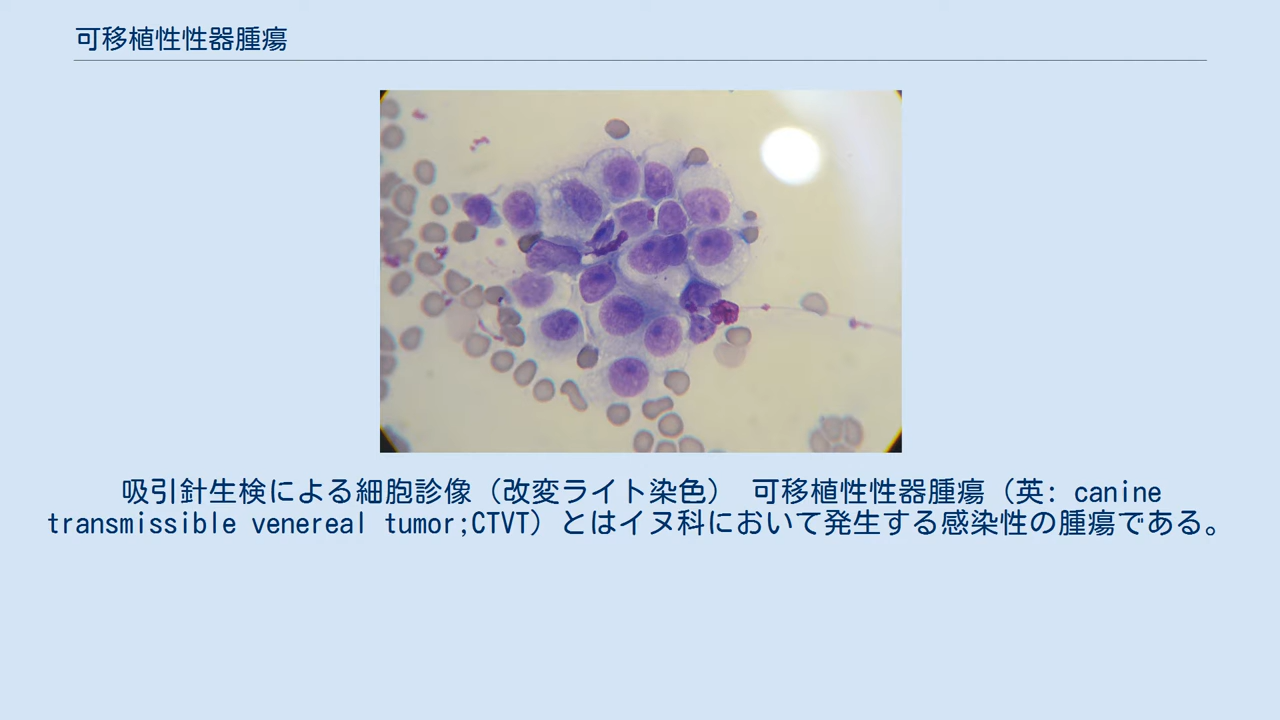 可移植性性器腫瘍
吸引針生検による細胞診像（改変ライト染色） 可移植性性器腫瘍（英: canine
transmissible venereal tumor;CTVT）とはイヌ科において発生する感染性の腫瘍である。